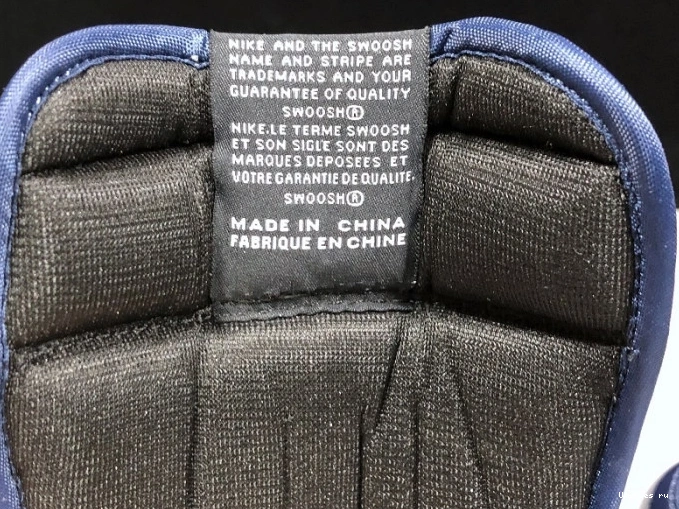 NIKE AND THE SWOOSH
NAME AND STRIPE ARE
TRADEMARKS AND YOUR
GUARANTEE OF QUALITY
SWOOSH®
NIKE.LE TERME SWOOSH
ET SON SIGLE SONT DES
MARQUES DEPOSEES ET
VOTRE GARANTIE DE QUALITE.
SWOOSH®
MADE IN CHINA
FABRIQUE EN CHINE